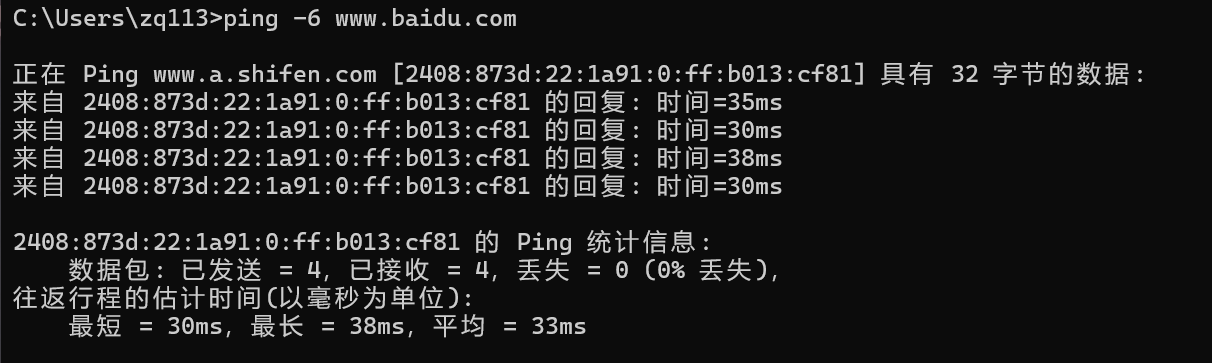 C:\Users\zq113>ping -6 www.baidu.com
正在 Ping www.a.shifen.com [2408:873d:22:1a91:0:ff:b013:cf81] 具有 32 字节的数据:
来自 2408:873d:22:1a91:0:ff:b013:cf81 的回复: 时间=35ms
来自 2408:873d:22:1a91:0:ff:b013:cf81 的回复: 时间=30ms
来自 2408:873d:22:1a91:0:ff:b013:cf81 的回复: 时间=38ms
来自 2408:873d:22:1a91:0:ff:b013:cf81 的回复: 时间=30ms
2408:873d:22:1a91:0:ff:b013:cf81 的 Ping 统计信息:
数据包: 已发送 = 4, 已接收 = 4, 丢失 = 0 (0% 丢失),
往返行程的估计时间(以毫秒为单位):
最短 = 30ms, 最长 = 38ms, 平均 = 33ms